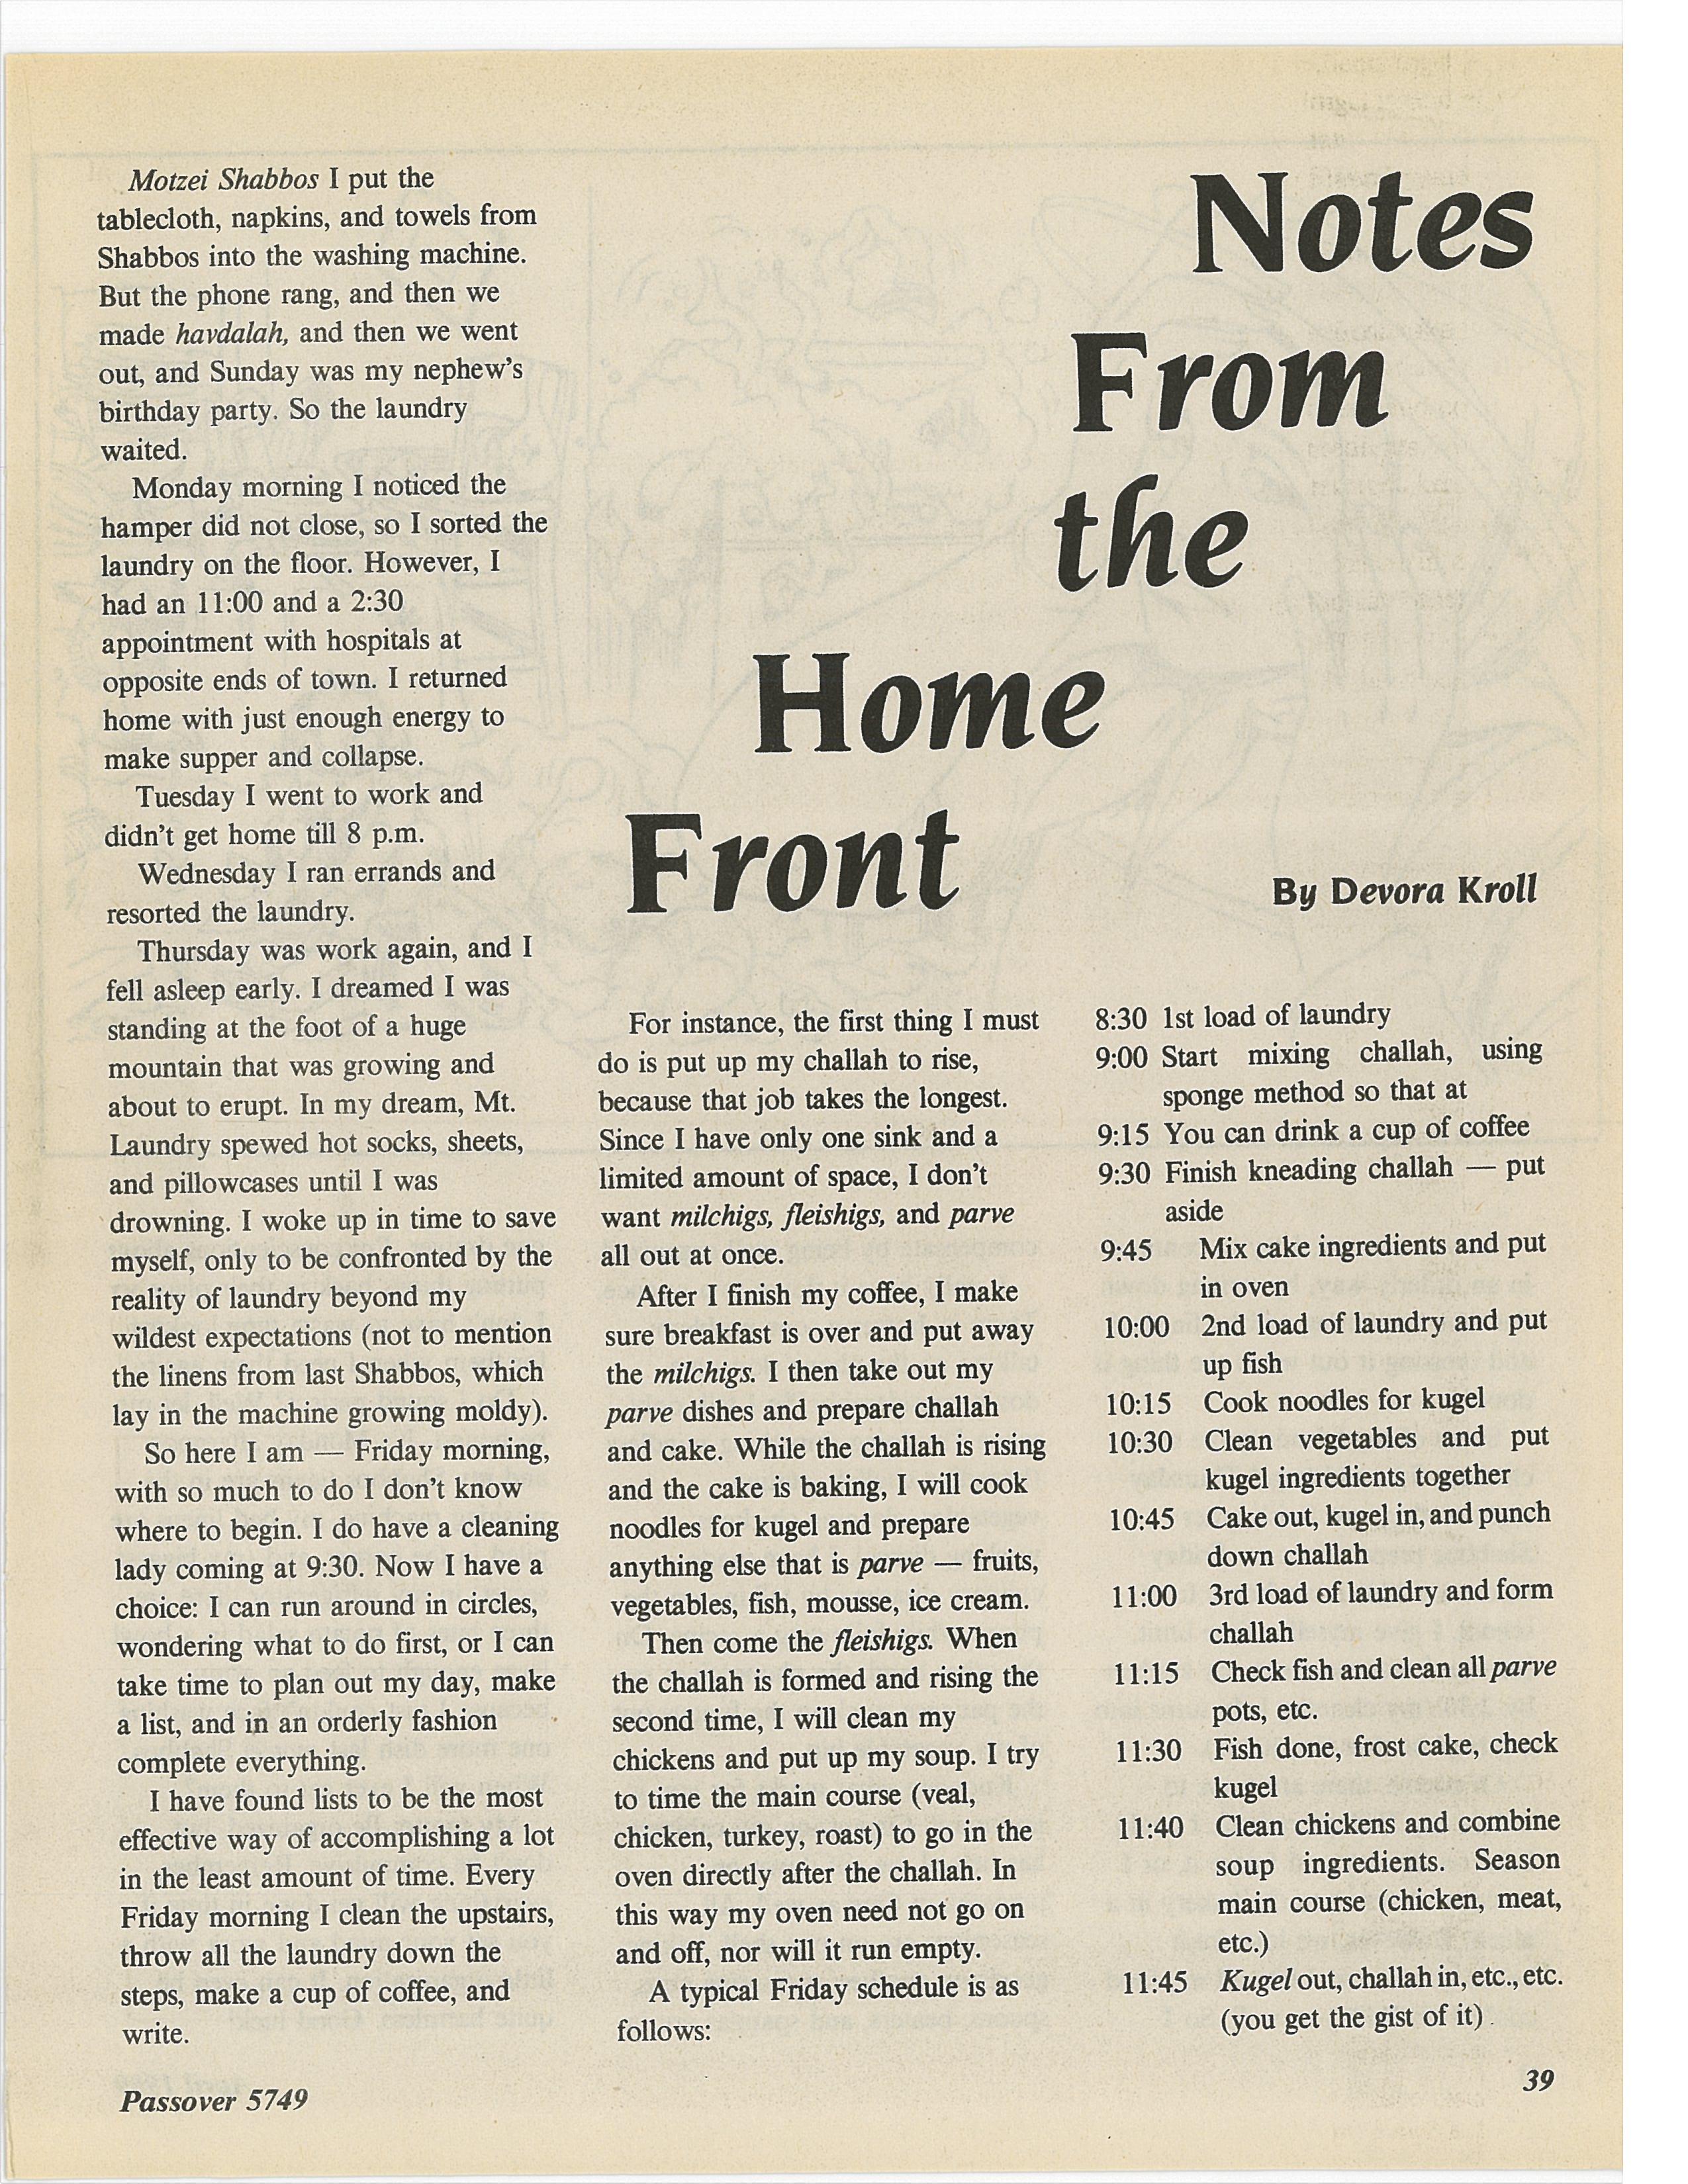 Notes
From
the
Home
Front
By Devora Kroll
Motzei Shabbos I put the
tablecloth, napkins, and towels from
Shabbos into the washing machine.
But the phone rang, and then we
made havdalah, and then we went
out, and Sunday was my nephew's
birthday party. So the laundry
waited.
Monday morning I noticed the
hamper did not close, so I sorted the
laundry on the floor. However, I
had an 11:00 and a 2:30
appointment with hospitals at
opposite ends of town. I returned
home with just enough energy to
make supper and collapse.
Tuesday I went to work and
didn't get home till 8 p.m.
Wednesday I ran errands and
resorted the laundry.
Thursday was work again, and I
fell asleep early. I dreamed I was
standing at the foot of a huge
mountain that was growing and
about to erupt. In my dream, Mt.
Laundry spewed hot socks, sheets,
and pillowcases until I was
drowning. I woke up in time to save
myself, only to be confronted by the
reality of laundry beyond my
wildest expectations (not to mention
the linens from last Shabbos, which
lay in the machine growing moldy).
So here I am — Friday morning,
with so much to do I don't know
where to begin. I do have a cleaning
lady coming at 9:30. Now I have a
choice: I can run around in circles,
wondering what to do first, or I can
take time to plan out my day, make
a list, and in an orderly fashion
complete everything.
I have found lists to be the most
effective way of accomplishing a lot
in the least amount of time. Every
Friday morning I clean the upstairs,
throw all the laundry down the
steps, make a cup of coffee, and
write.
For instance, the first thing I must
do is put up my challah to rise,
because that job takes the longest.
Since I have only one sink and a
limited amount of space, I don't
want milchigs, fleishigs, and parve
all out at once.
After I finish my coffee, I make
sure breakfast is over and put away
the milchigs. I then take out my
parve dishes and prepare challah
and cake. While the challah is rising
and the cake is baking, I will cook
noodles for kugel and prepare
anything else that is parve — fruits,
vegetables, fish, mousse, ice cream.
Then come the fleishigs. When
the challah is formed and rising the
second time, I will clean my
chickens and put up my soup. I try
to time the main course (veal,
chicken, turkey, roast) to go in the
oven directly after the challah. In
this way my oven need not go on
and off, nor will it run empty.
A typical Friday schedule is as
follows:
8:30 1st load of laundry
9:00 Start mixing challah, using
sponge method so that at
9:15 You can drink a cup of coffee
9:30 Finish kneading challah — put
aside
9:45 Mix cake ingredients and put
in oven
10:00 2nd load of laundry and put
up fish
10:15 Cook noodles for kugel
10:30 Clean vegetables and put
kugel ingredients together
10:45 Cake out, kugel in, and punch
down challah
11:00 3rd load of laundry and form
challah
11:15 Check fish and clean all parve
pots, etc.
11:30 Fish done, frost cake, check
kugel
11:40 Clean chickens and combine
soup ingredients. Season
main course (chicken, meat,
etc.)
11:45 Kugel out, challah in, etc., etc.
(you get the gist of it)
Passover 5749
39